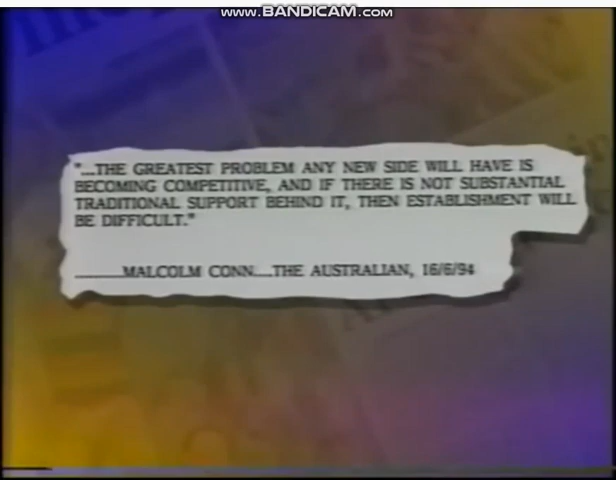 WWW.BANDICAM.COM
"...THE GREATEST PROBLEM ANY NEW SIDE WILL HAVE IS
BECOMING COMPETITIVE, AND IF THERE IS NOT SUBSTANTIAL
TRADITIONAL SUPPORT BEHIND IT, THEN ESTABLISHMENT WILL
BE DIFFICULT."
..........MALCOLM CONN....THE AUSTRALIAN, 16/6/94